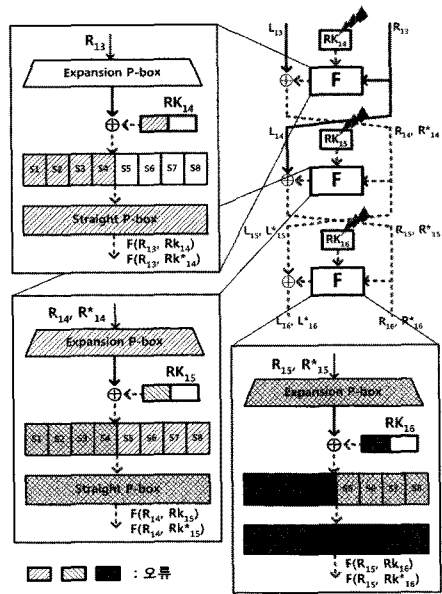 R13
Expansion P-box
RK14
S1 S2 S3 S4 S5 S6 S7 S8
Straight P-box
F(R13, Rk14)
F(R13, Rk*14)
L13
RK14
R13
F
L14
RK15
R14, R*14
F
L15, L*15
RK16
R15, R*15
F
L16, L*16
R16, R*16
R14, R*14
Expansion P-box
RK15
S1 S2 S3 S4 S5 S6 S7 S8
Straight P-box
F(R14, Rk15)
F(R14, Rk*15)
R15, R*15
Expansion P-box
RK16
S5 S6 S7 S8
F(R15, Rk16)
F(R15, Rk*16)
: 오류